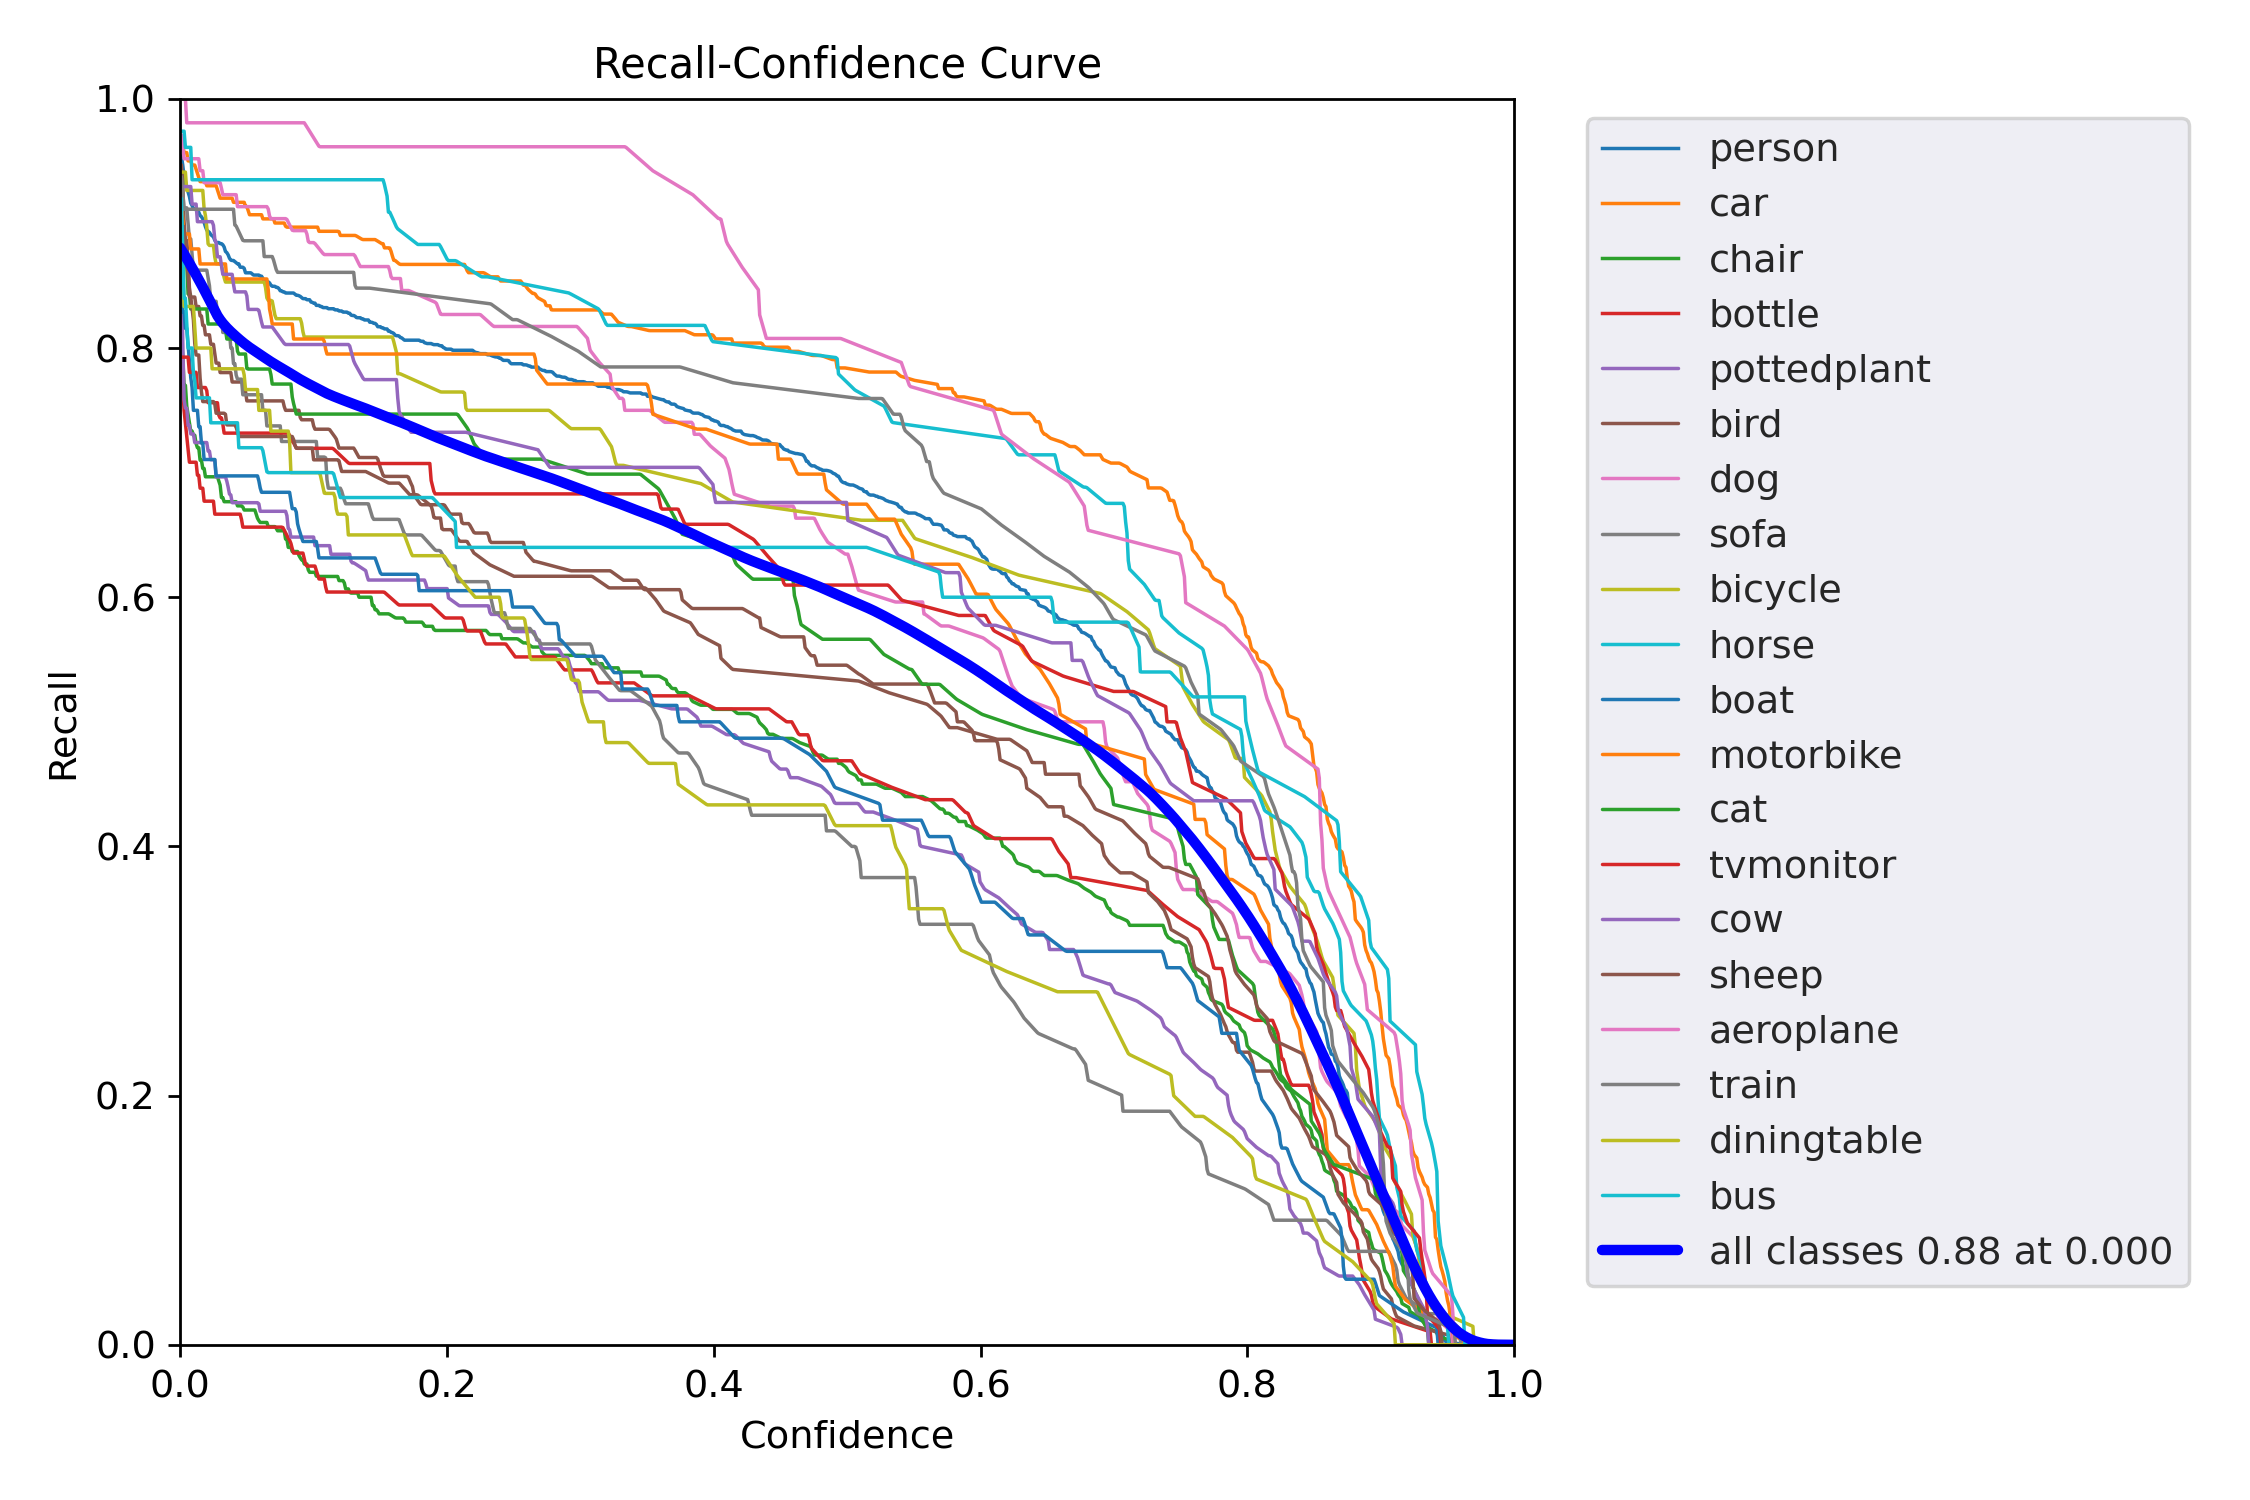 Recall-Confidence Curve
1.0
0.8
0.6
0.4
0.2
0.0
Recall
0.0 0.2 0.4 0.6 0.8 1.0
Confidence
person
car
chair
bottle
pottedplant
bird
dog
sofa
bicycle
horse
boat
motorbike
cat
tvmonitor
cow
sheep
aeroplane
train
diningtable
bus
all classes 0.88 at 0.000